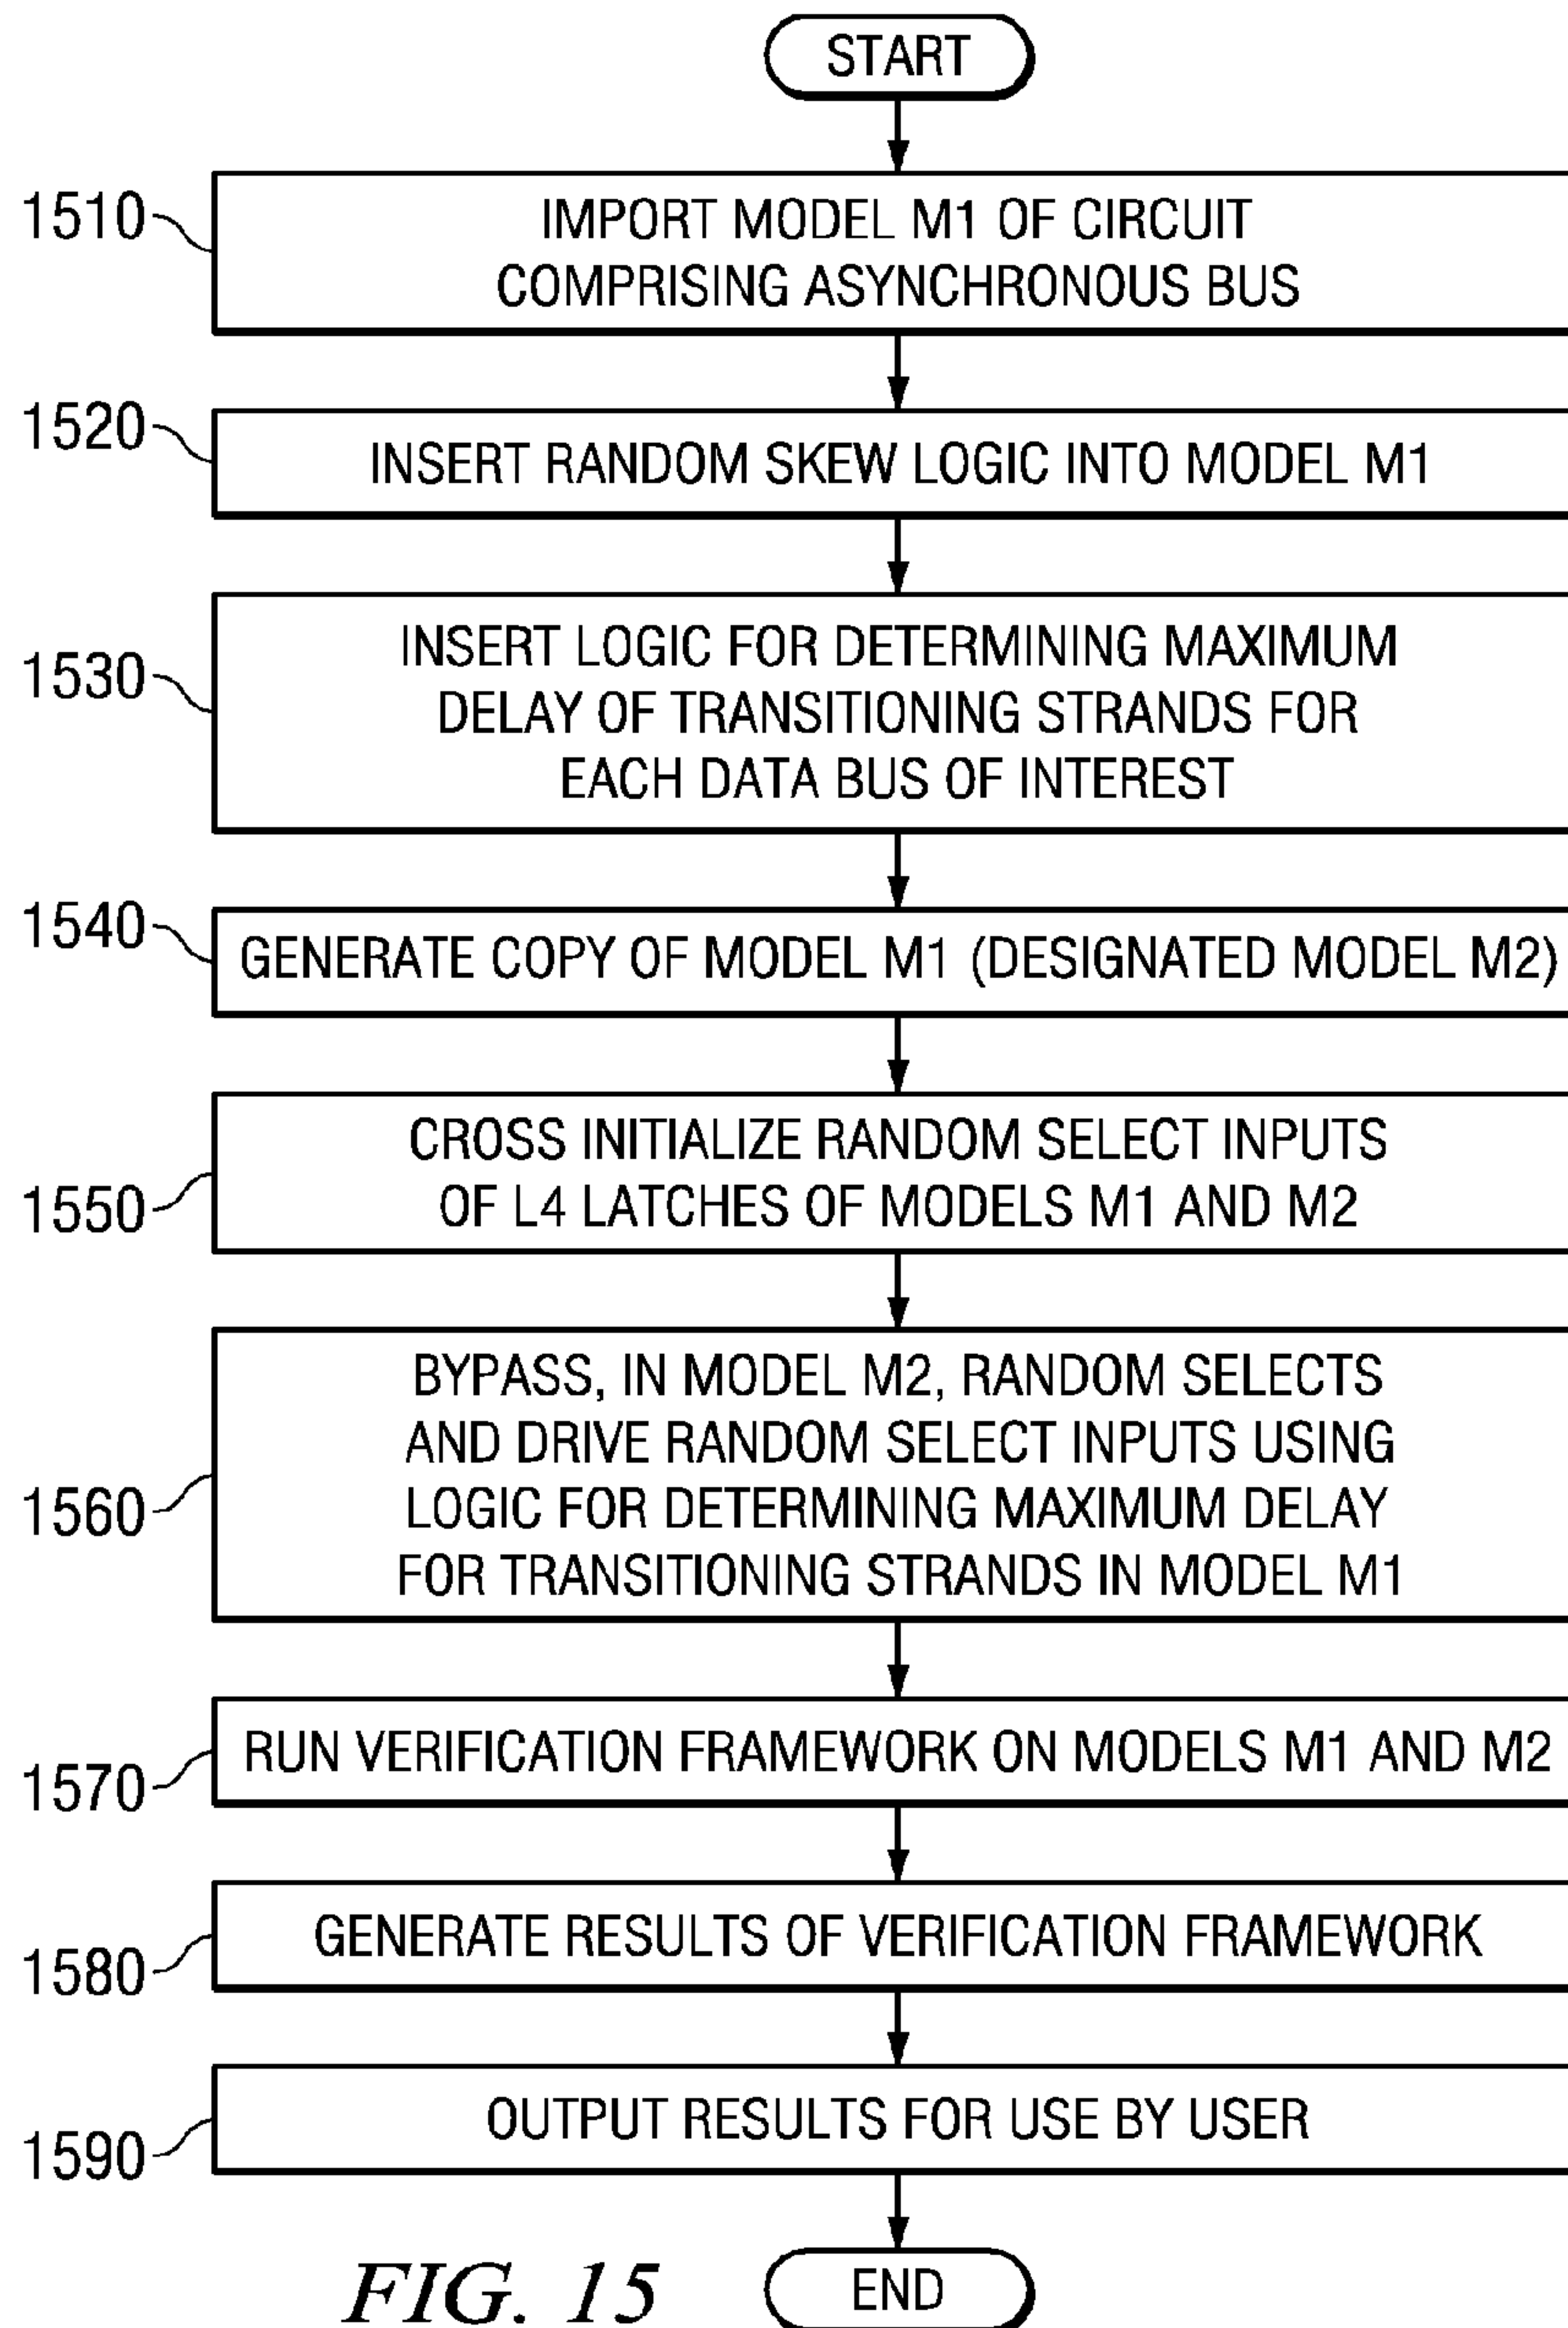 START
1510
IMPORT MODEL M1 OF CIRCUIT
COMPRISING ASYNCHRONOUS BUS
1520
INSERT RANDOM SKEW LOGIC INTO MODEL M1
1530
INSERT LOGIC FOR DETERMINING MAXIMUM
DELAY OF TRANSITIONING STRANDS FOR
EACH DATA BUS OF INTEREST
1540
GENERATE COPY OF MODEL M1 (DESIGNATED MODEL M2)
1550
CROSS INITIALIZE RANDOM SELECT INPUTS
OF L4 LATCHES OF MODELS M1 AND M2
1560
BYPASS, IN MODEL M2, RANDOM SELECTS
AND DRIVE RANDOM SELECT INPUTS USING
LOGIC FOR DETERMINING MAXIMUM DELAY
FOR TRANSITIONING STRANDS IN MODEL M1
1570
RUN VERIFICATION FRAMEWORK ON MODELS M1 AND M2
1580
GENERATE RESULTS OF VERIFICATION FRAMEWORK
1590
OUTPUT RESULTS FOR USE BY USER
FIG. 15
END